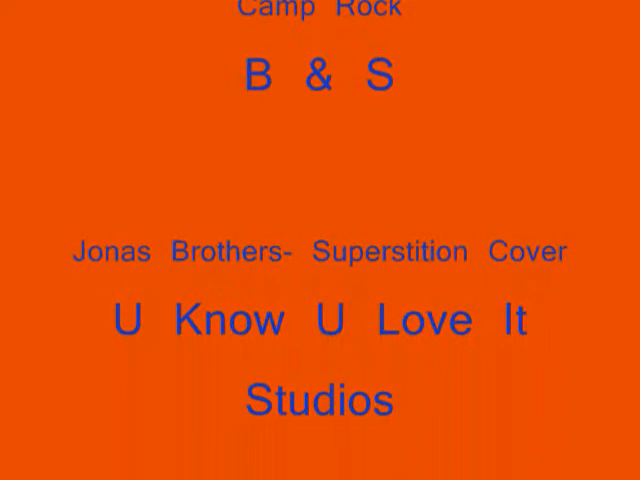 Camp Rock
B & S
Jonas Brothers- Superstition Cover
U Know U Love It
Studios